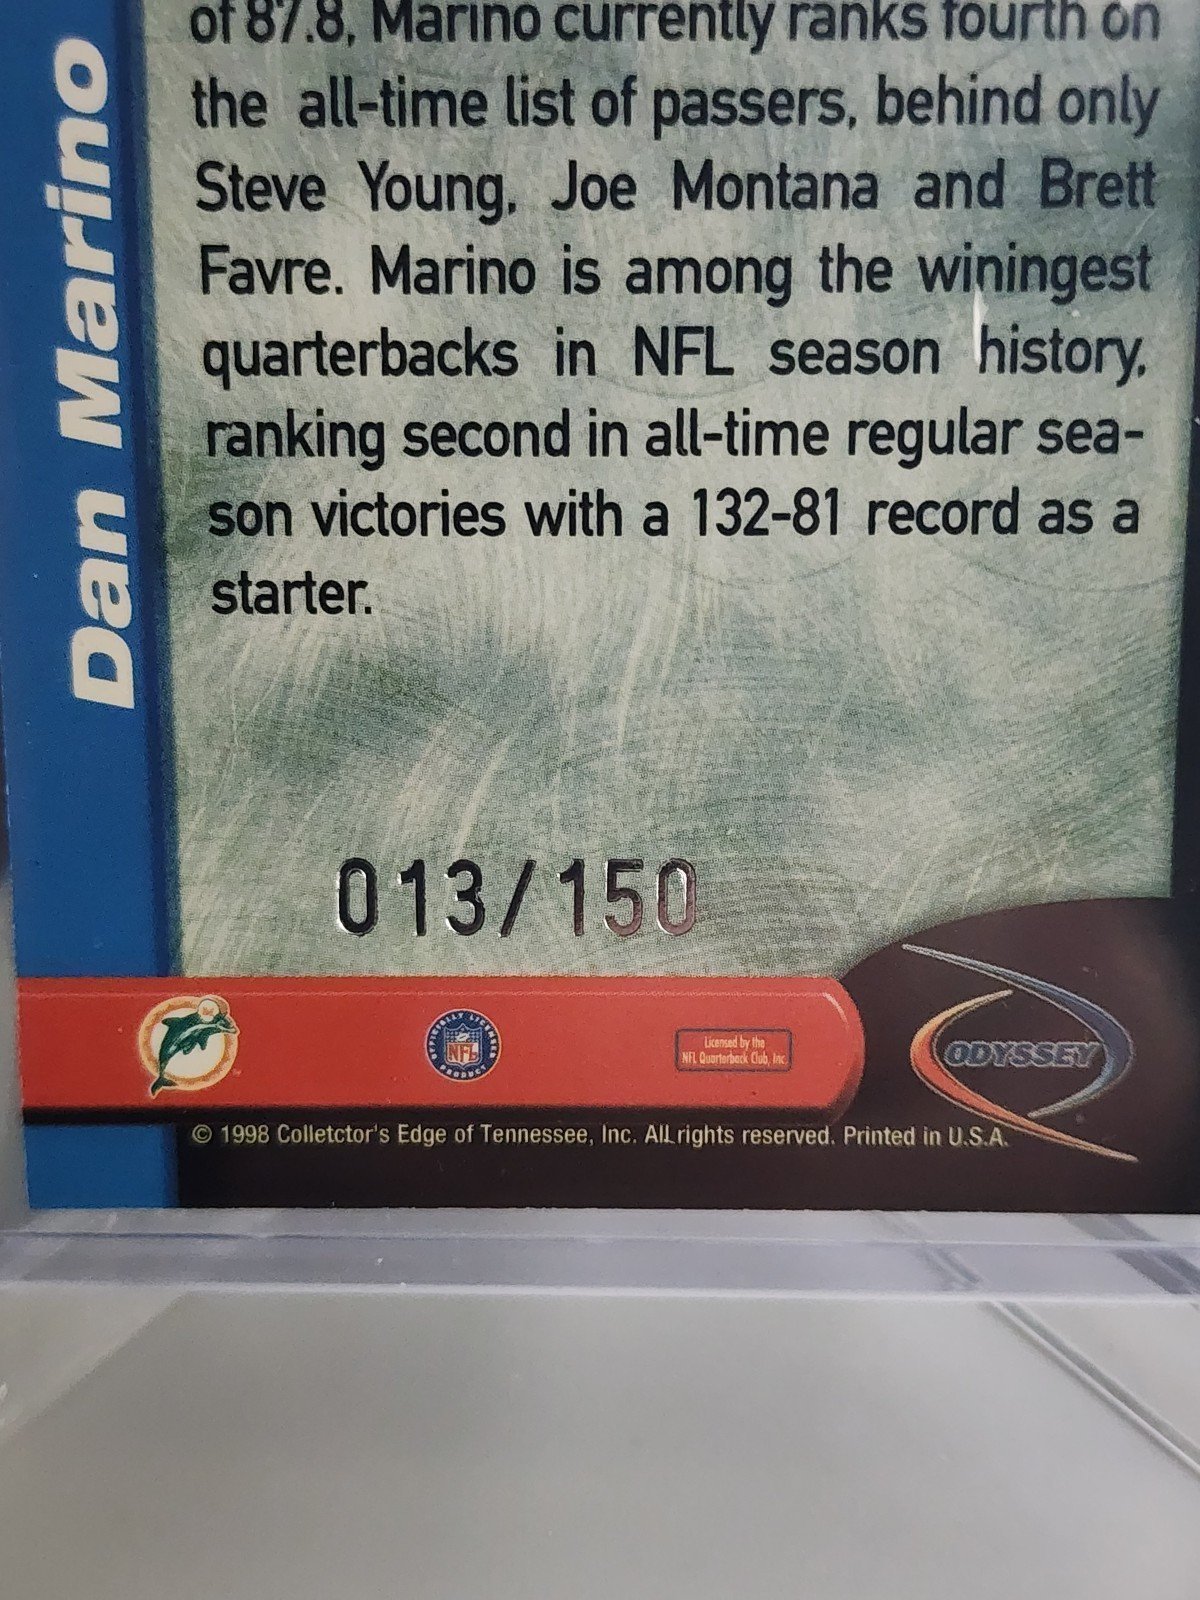 of 87.8, Marino currently ranks fourth on
the all-time list of passers, behind only
Steve Young, Joe Montana and Brett
Favre. Marino is among the winingest
quarterbacks in NFL season history,
ranking second in all-time regular sea-
son victories with a 132-81 record as a
starter.
Dan Marino
013/150
OFFICIALLY LICENSED
NFL
PRODUCT
Licensed by the
NFL Quarterback Club, Inc.
ODYSSEY
© 1998 Colletctor's Edge of Tennessee, Inc. All rights reserved. Printed in U.S.A.